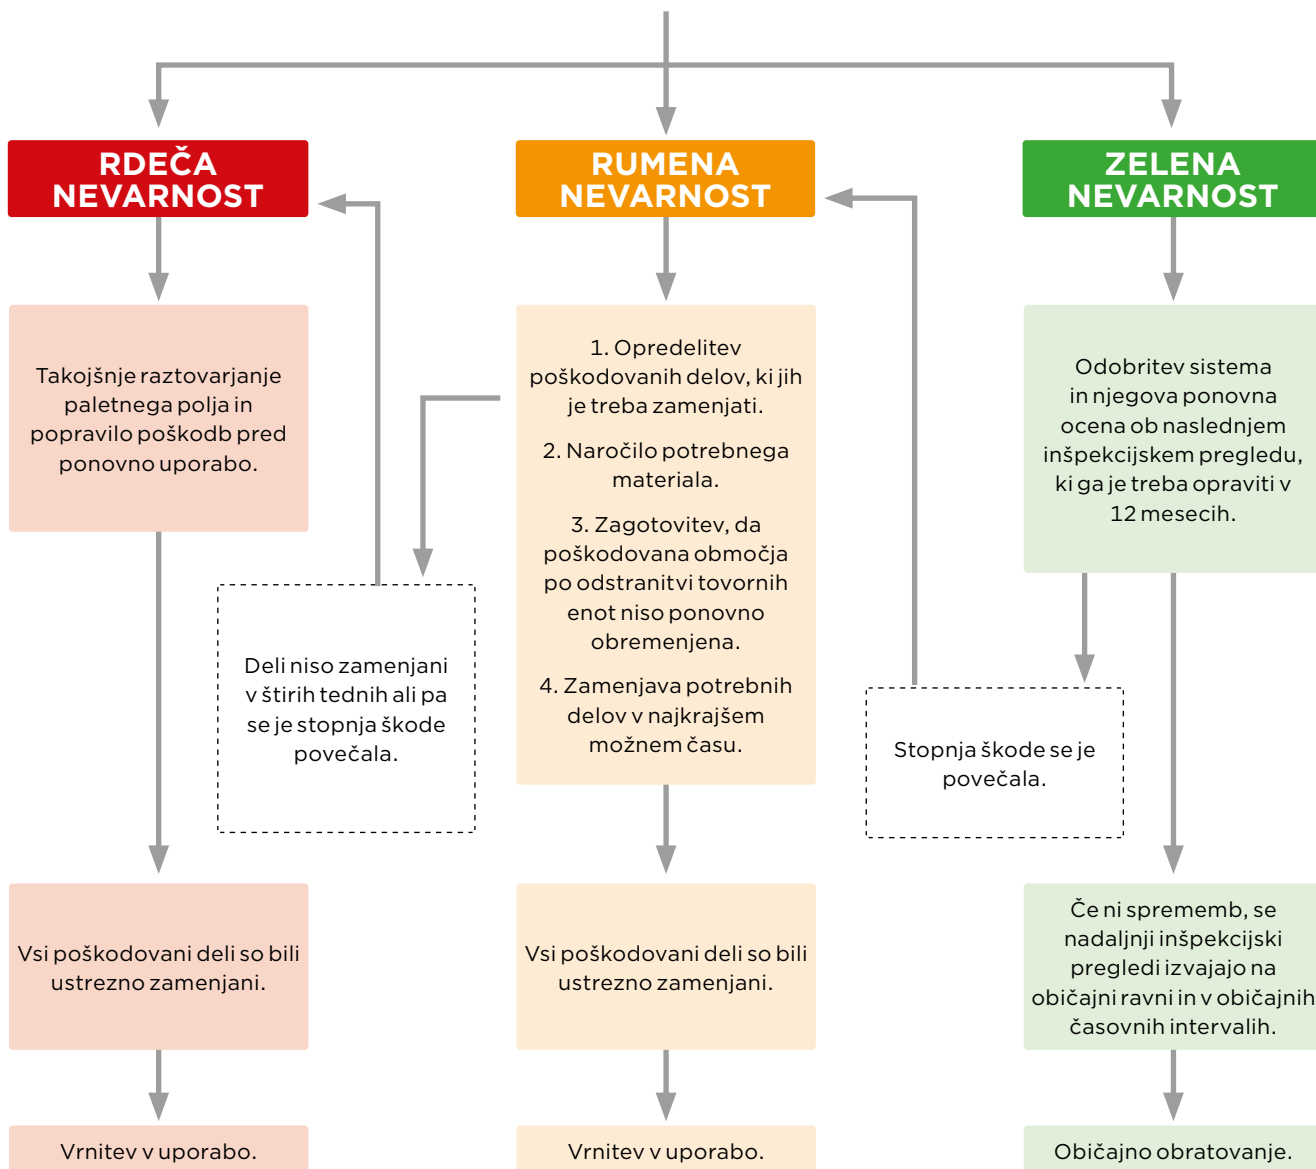 RDEČA
NEVARNOST
RUMENA
NEVARNOST
ZELENA
NEVARNOST
Takojšnje raztovarjanje
paletnega polja in
popravilo poškodb pred
ponovno uporabo.
1. Opredelitev
poškodovanih delov, ki jih
je treba zamenjati.
2. Naročilo potrebnega
materiala.
3. Zagotovitev, da
poškodovana območja
po odstranitvi tovornih
enot niso ponovno
obremenjena.
4. Zamenjava potrebnih
delov v najkrajšem
možnem času.
Odobritev sistema
in njegova ponovna
ocena ob naslednjem
inšpekcijskem pregledu,
ki ga je treba opraviti v
12 mesecih.
Deli niso zamenjani
v štirih tednih ali pa
se je stopnja škode
povečala.
Stopnja škode se je
povečala.
Vsi poškodovani deli so bili
ustrezno zamenjani.
Vsi poškodovani deli so bili
ustrezno zamenjani.
Če ni sprememb, se
nadaljnji inšpekcijski
pregledi izvajajo na
običajni ravni in v običajnih
časovnih intervalih.
Vrnitev v uporabo.
Vrnitev v uporabo.
Običajno obratovanje.